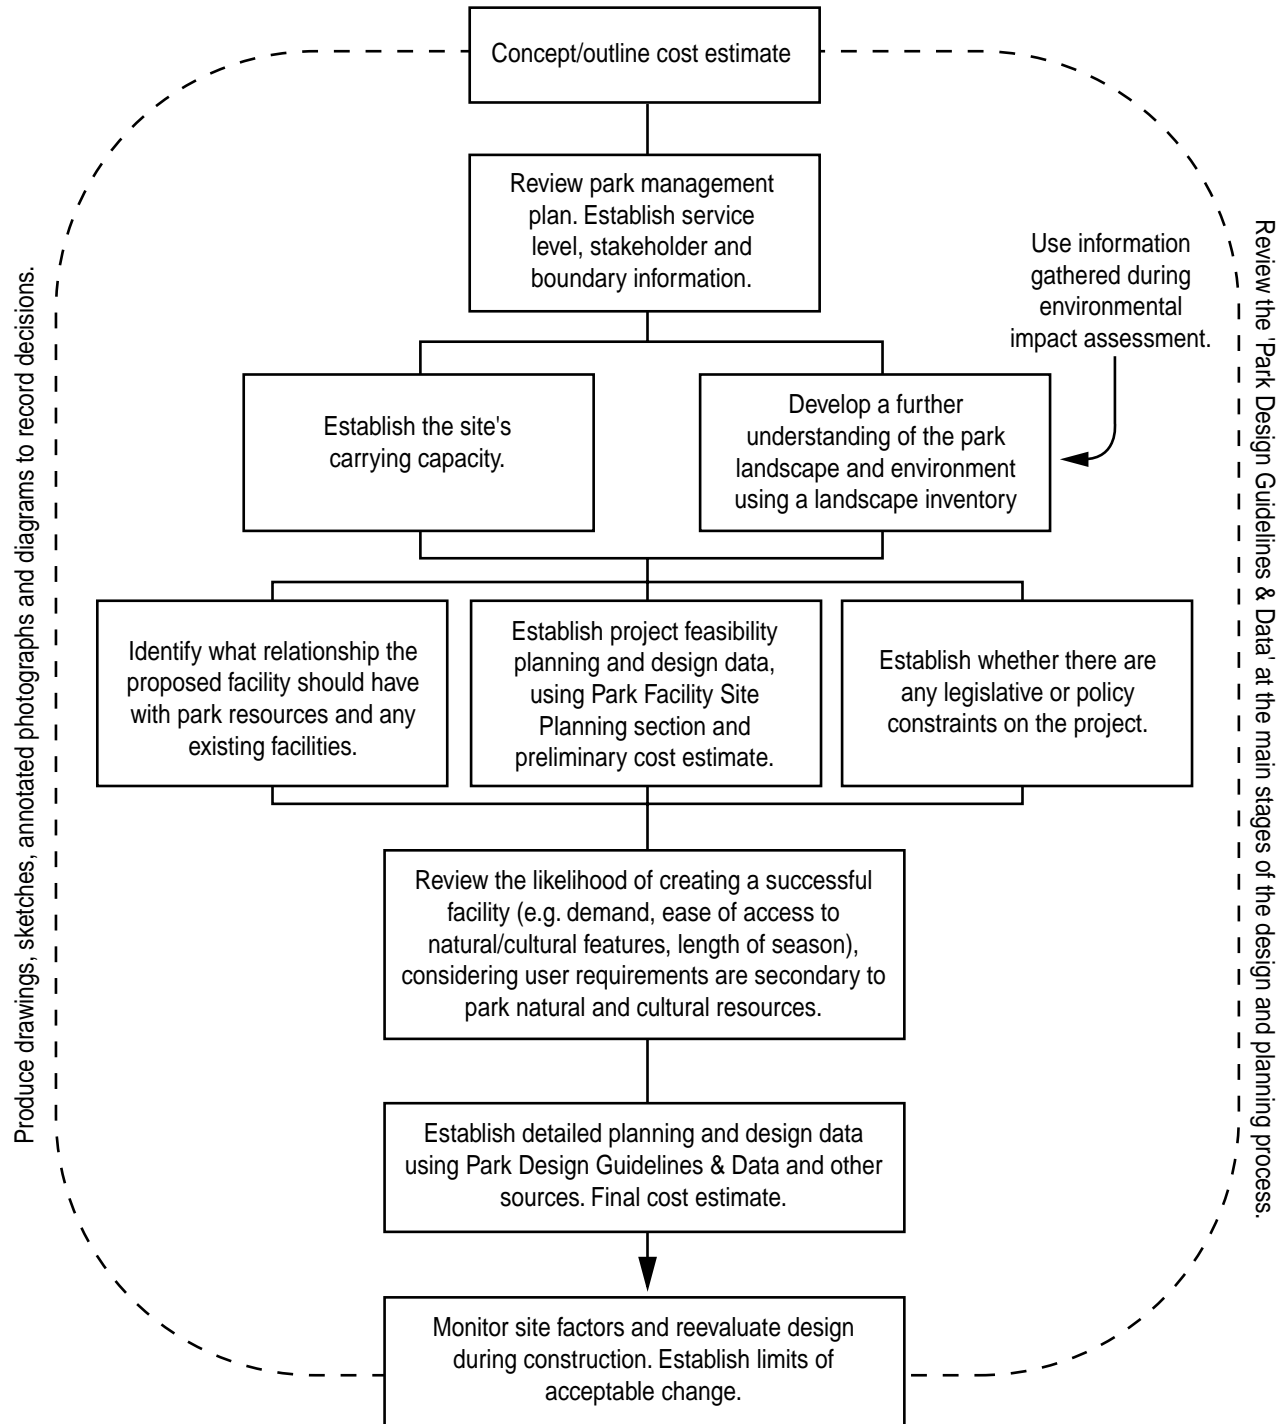 Concept/outline cost estimate
Review park management
plan. Establish service
level, stakeholder and
boundary information.
Use information
gathered during
environmental
impact assessment.
Establish the site's
carrying capacity.
Develop a further
understanding of the park
landscape and environment
using a landscape inventory
Identify what relationship the
proposed facility should have
with park resources and any
existing facilities.
Establish project feasibility
planning and design data,
using Park Facility Site
Planning section and
preliminary cost estimate.
Establish whether there are
any legislative or policy
constraints on the project.
Review the likelihood of creating a successful
facility (e.g. demand, ease of access to
natural/cultural features, length of season),
considering user requirements are secondary to
park natural and cultural resources.
Establish detailed planning and design data
using Park Design Guidelines & Data and other
sources. Final cost estimate.
Monitor site factors and reevaluate design
during construction. Establish limits of
acceptable change.
Produce drawings, sketches, annotated photographs and diagrams to record decisions.
Review the 'Park Design Guidelines & Data' at the main stages of the design and planning process.